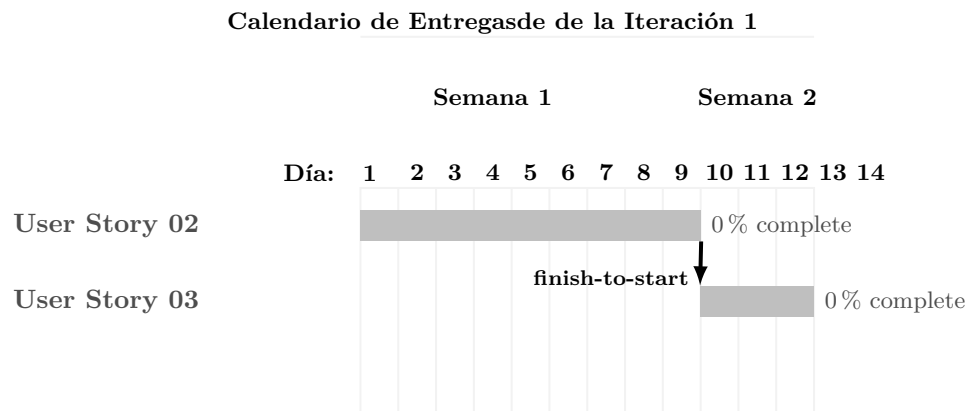 Calendario de Entregasde de la Iteración 1
Semana 1 Semana 2
Día: 1 2 3 4 5 6 7 8 9 10 11 12 13 14
User Story 02 0 % complete
finish-to-start
User Story 03 0 % complete